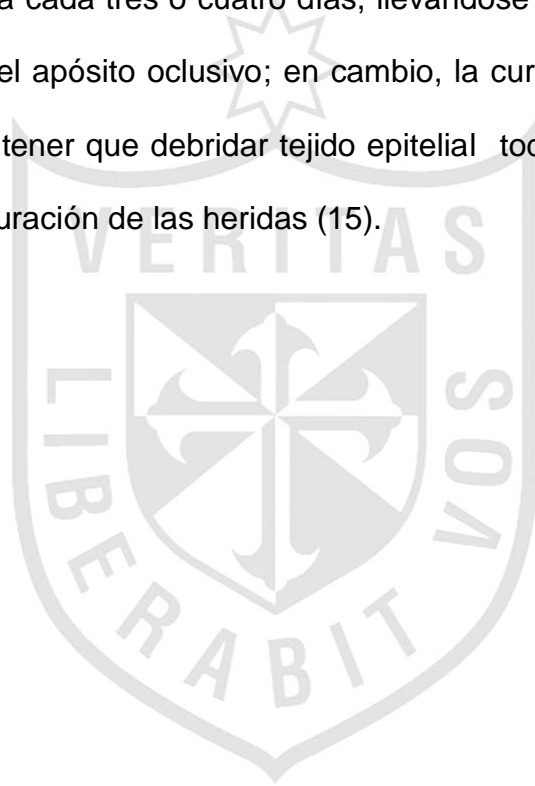 a cada tres o cuatro días, llevándose
el apósito oclusivo; en cambio, la cur
tener que debridar tejido epitelial toc
uración de las heridas (15).
VERITAS
LIBERABIT
VOS